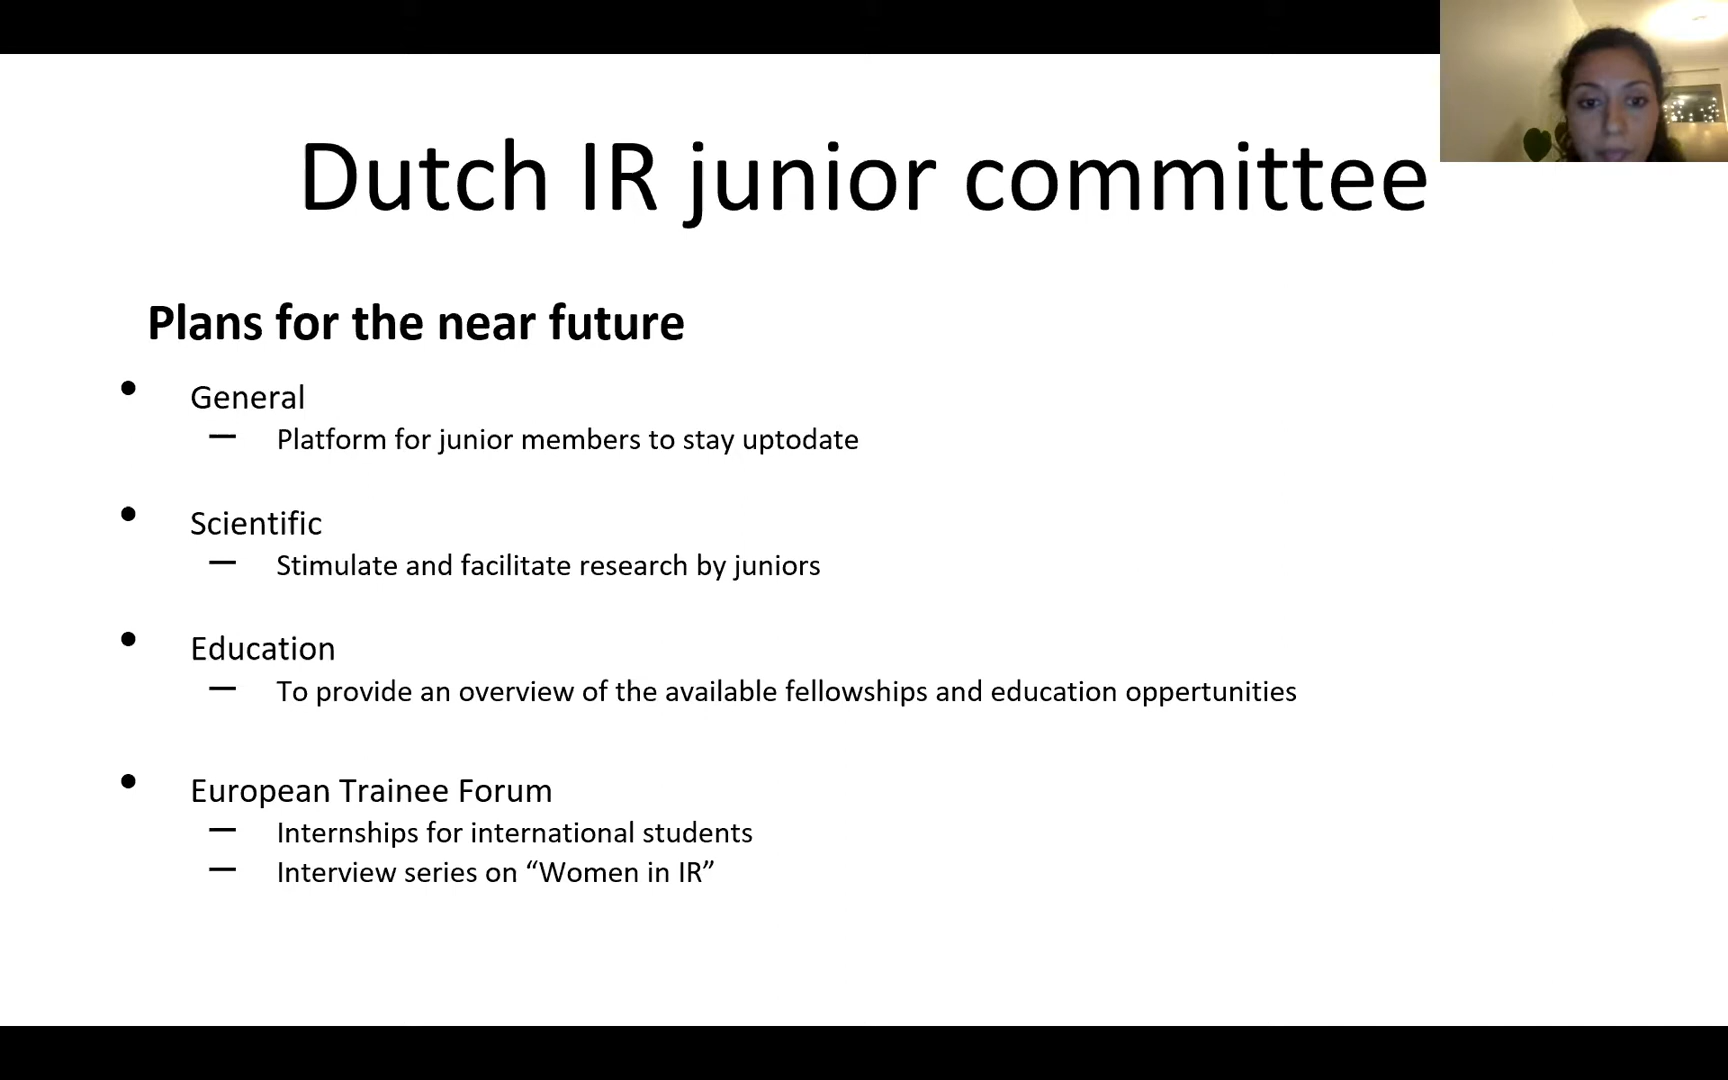 Dutch IR junior committee
Plans for the near future
• General
— Platform for junior members to stay uptodate
• Scientific
— Stimulate and facilitate research by juniors
• Education
— To provide an overview of the available fellowships and education oppertunities
• European Trainee Forum
— Internships for international students
— Interview series on “Women in IR”